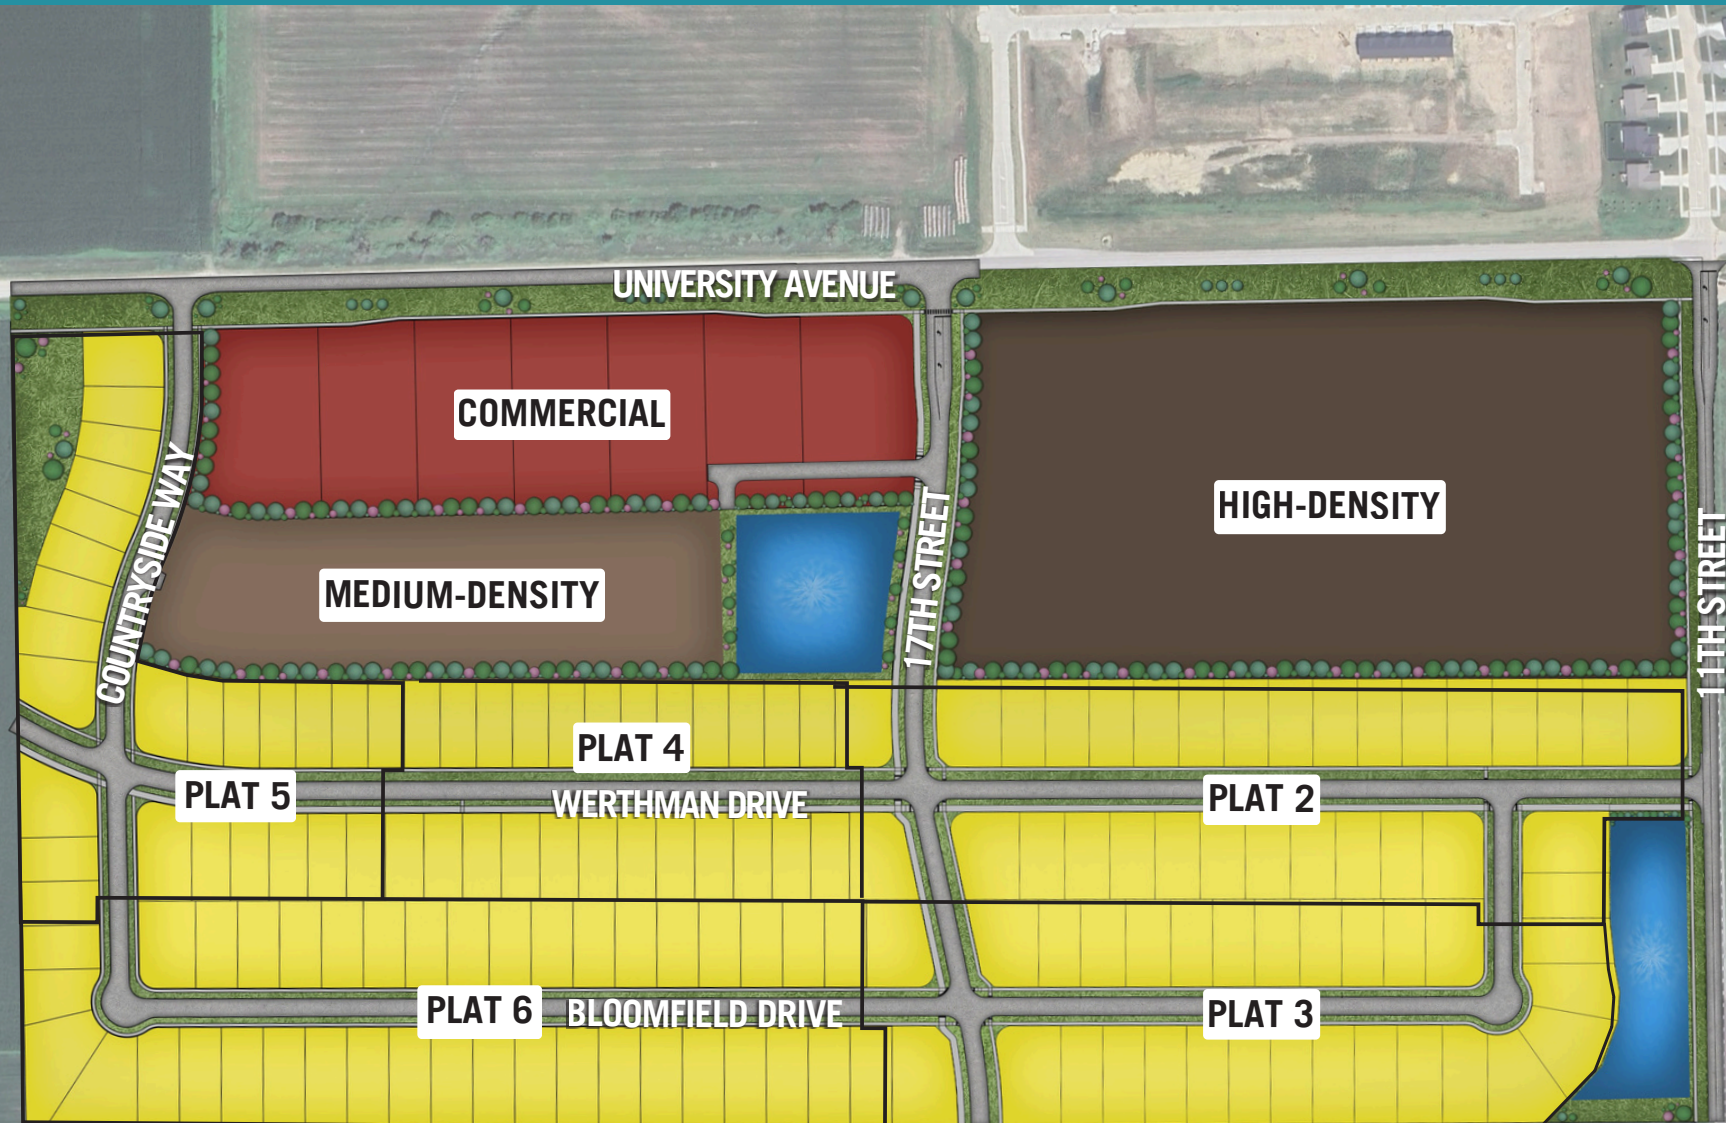 UNIVERSITY AVENUE
COMMERCIAL
HIGH-DENSITY
MEDIUM-DENSITY
COUNTRYSIDE WAY
17TH STREET
11TH STREET
PLAT 4
PLAT 5
WERTHMAN DRIVE
PLAT 2
PLAT 6
BLOOMFIELD DRIVE
PLAT 3